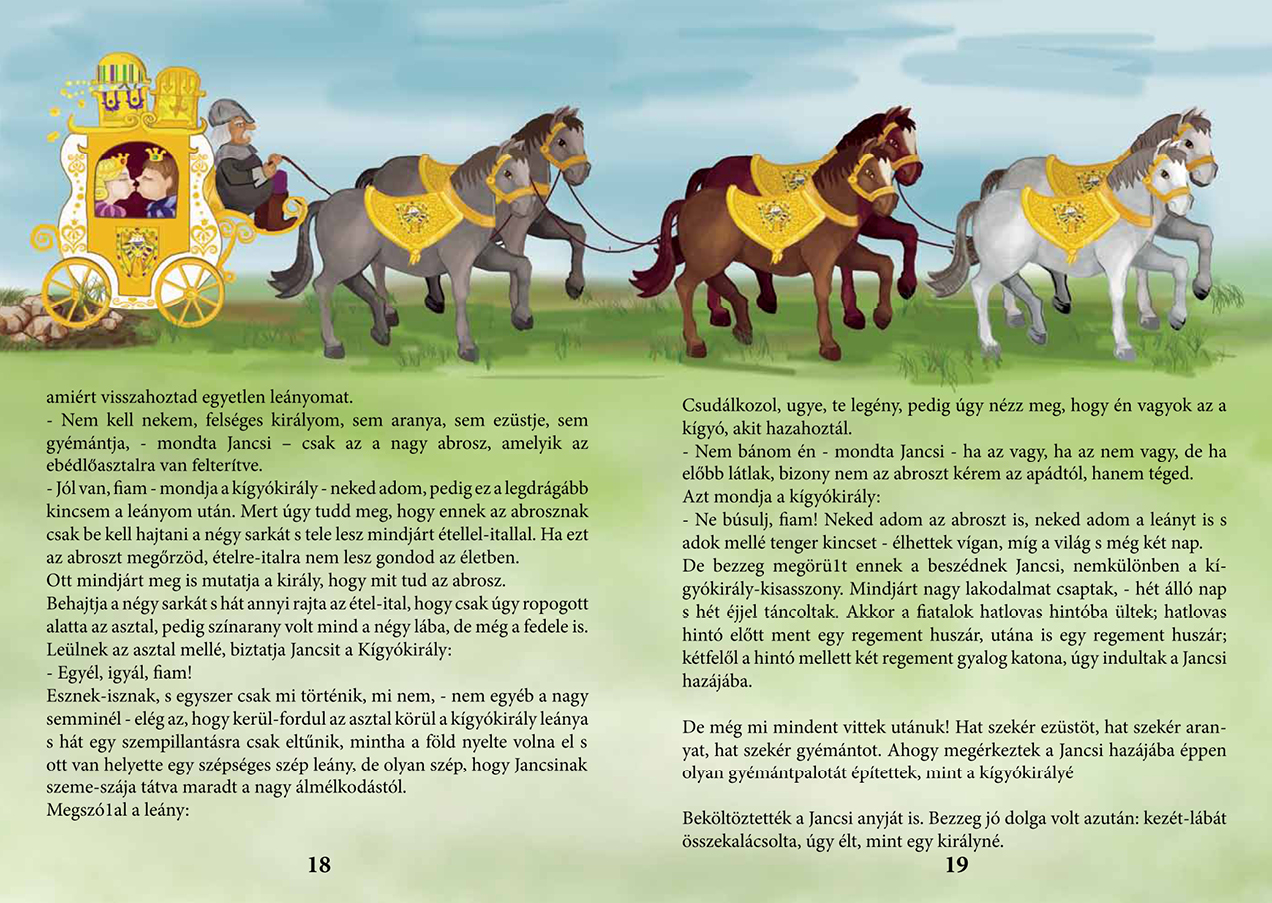 amiért visszahoztad egyetlen leányomat.
- Nem kell nekem, felséges királyom, sem aranya, sem ezüstje, sem
gyémántja, - mondta Jancsi – csak az a nagy abrosz, amelyik az
ebédlőasztalra van felterítve.
- Jól van, fiam - mondja a kígyókirály - neked adom, pedig ez a legdrágább
kincsem a leányom után. Mert úgy tudd meg, hogy ennek az abrosznak
csak be kell hajtani a négy sarkát s tele lesz mindjárt étellel-itallal. Ha ezt
az abroszt megőrzöd, ételre-italra nem lesz gondod az életben.
Ott mindjárt meg is mutatja a király, hogy mit tud az abrosz.
Behajtja a négy sarkát s hát annyi rajta az étel-ital, hogy csak úgy ropogott
alatta az asztal, pedig színarany volt mind a négy lába, de még a fedele is.
Leülnek az asztal mellé, biztatja Jancsit a Kígyókirály:
- Egyél, igyál, fiam!
Esznek-isznak, s egyszer csak mi történik, mi nem, - nem egyéb a nagy
semminél - elég az, hogy kerül-fordul az asztal körül a kígyókirály leánya
s hát egy szempillantásra csak eltűnik, mintha a föld nyelte volna el s
ott van helyette egy szépséges szép leány, de olyan szép, hogy Jancsinak
szeme-szája tátva maradt a nagy álmélkodástól.
Megszó1al a leány:
18
Csudálkozol, ugye, te legény, pedig úgy nézz meg, hogy én vagyok az a
kígyó, akit hazahoztál.
- Nem bánom én - mondta Jancsi - ha az vagy, ha az nem vagy, de ha
előbb látlak, bizony nem az abroszt kérem az apádtól, hanem téged.
Azt mondja a kígyókirály:
- Ne búsulj, fiam! Neked adom az abroszt is, neked adom a leányt is s
adok mellé tenger kincset - élhettek vígan, míg a világ s még két nap.
De bezzeg megörü1t ennek a beszédnek Jancsi, nemkülönben a kí-
gyókirály-kisasszony. Mindjárt nagy lakodalmat csaptak, - hét álló nap
s hét éjjel táncoltak. Akkor a fiatalok hatlovas hintóba ültek; hatlovas
hintó előtt ment egy regement huszár, utána is egy regement huszár;
kétfelől a hintó mellett két regement gyalog katona, úgy indultak a Jancsi
hazájába.
De még mi mindent vittek utánuk! Hat szekér ezüstöt, hat szekér aran-
yat, hat szekér gyémántot. Ahogy megérkeztek a Jancsi hazájába éppen
olyan gyémántpalotát építettek, mint a kígyókirályé
Beköltöztették a Jancsi anyját is. Bezzeg jó dolga volt azután: kezét-lábát
összekalácsolta, úgy élt, mint egy királyné.
19